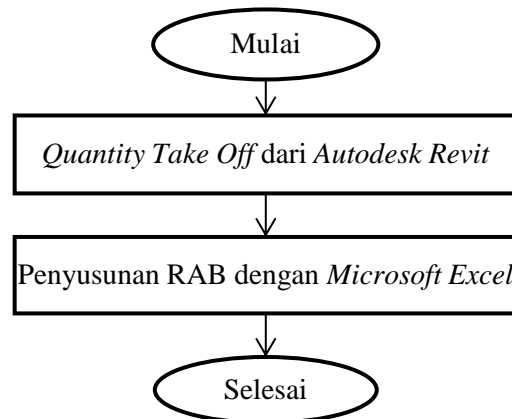 Mulai
Quantity Take Off dari Autodesk Revit
Penyusunan RAB dengan Microsoft Excel
Selesai